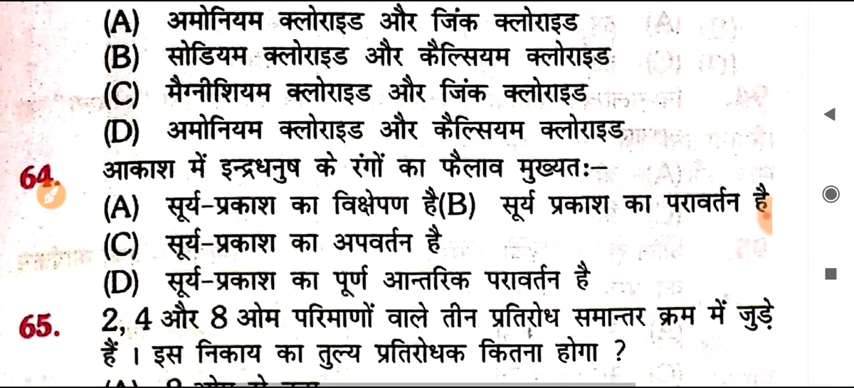 (A) अमोनियम क्लोराइड और जिंक क्लोराइड
(B) सोडियम क्लोराइड और कैल्सियम क्लोराइड
(C) मैग्नीशियम क्लोराइड और जिंक क्लोराइड
(D) अमोनियम क्लोराइड और कैल्सियम क्लोराइड
64. आकाश में इन्द्रधनुष के रंगों का फैलाव मुख्यतः—
(A) सूर्य-प्रकाश का विक्षेपण है(B) सूर्य प्रकाश का परावर्तन है
(C) सूर्य-प्रकाश का अपवर्तन है
(D) सूर्य-प्रकाश का पूर्ण आन्तरिक परावर्तन है
65. 2, 4 और 8 ओम परिमाणों वाले तीन प्रतिरोध समान्तर क्रम में जुड़े
हैं । इस निकाय का तुल्य प्रतिरोधक कितना होगा ?